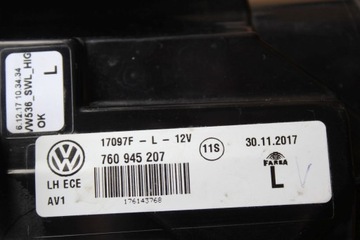 6.12.17 10.34.34
VW536_SWL_HIG
OK
L
17097F - L - 12V
760 945 207
11S
30.11.2017
FARBA
LH ECE
L
AV1
176143768